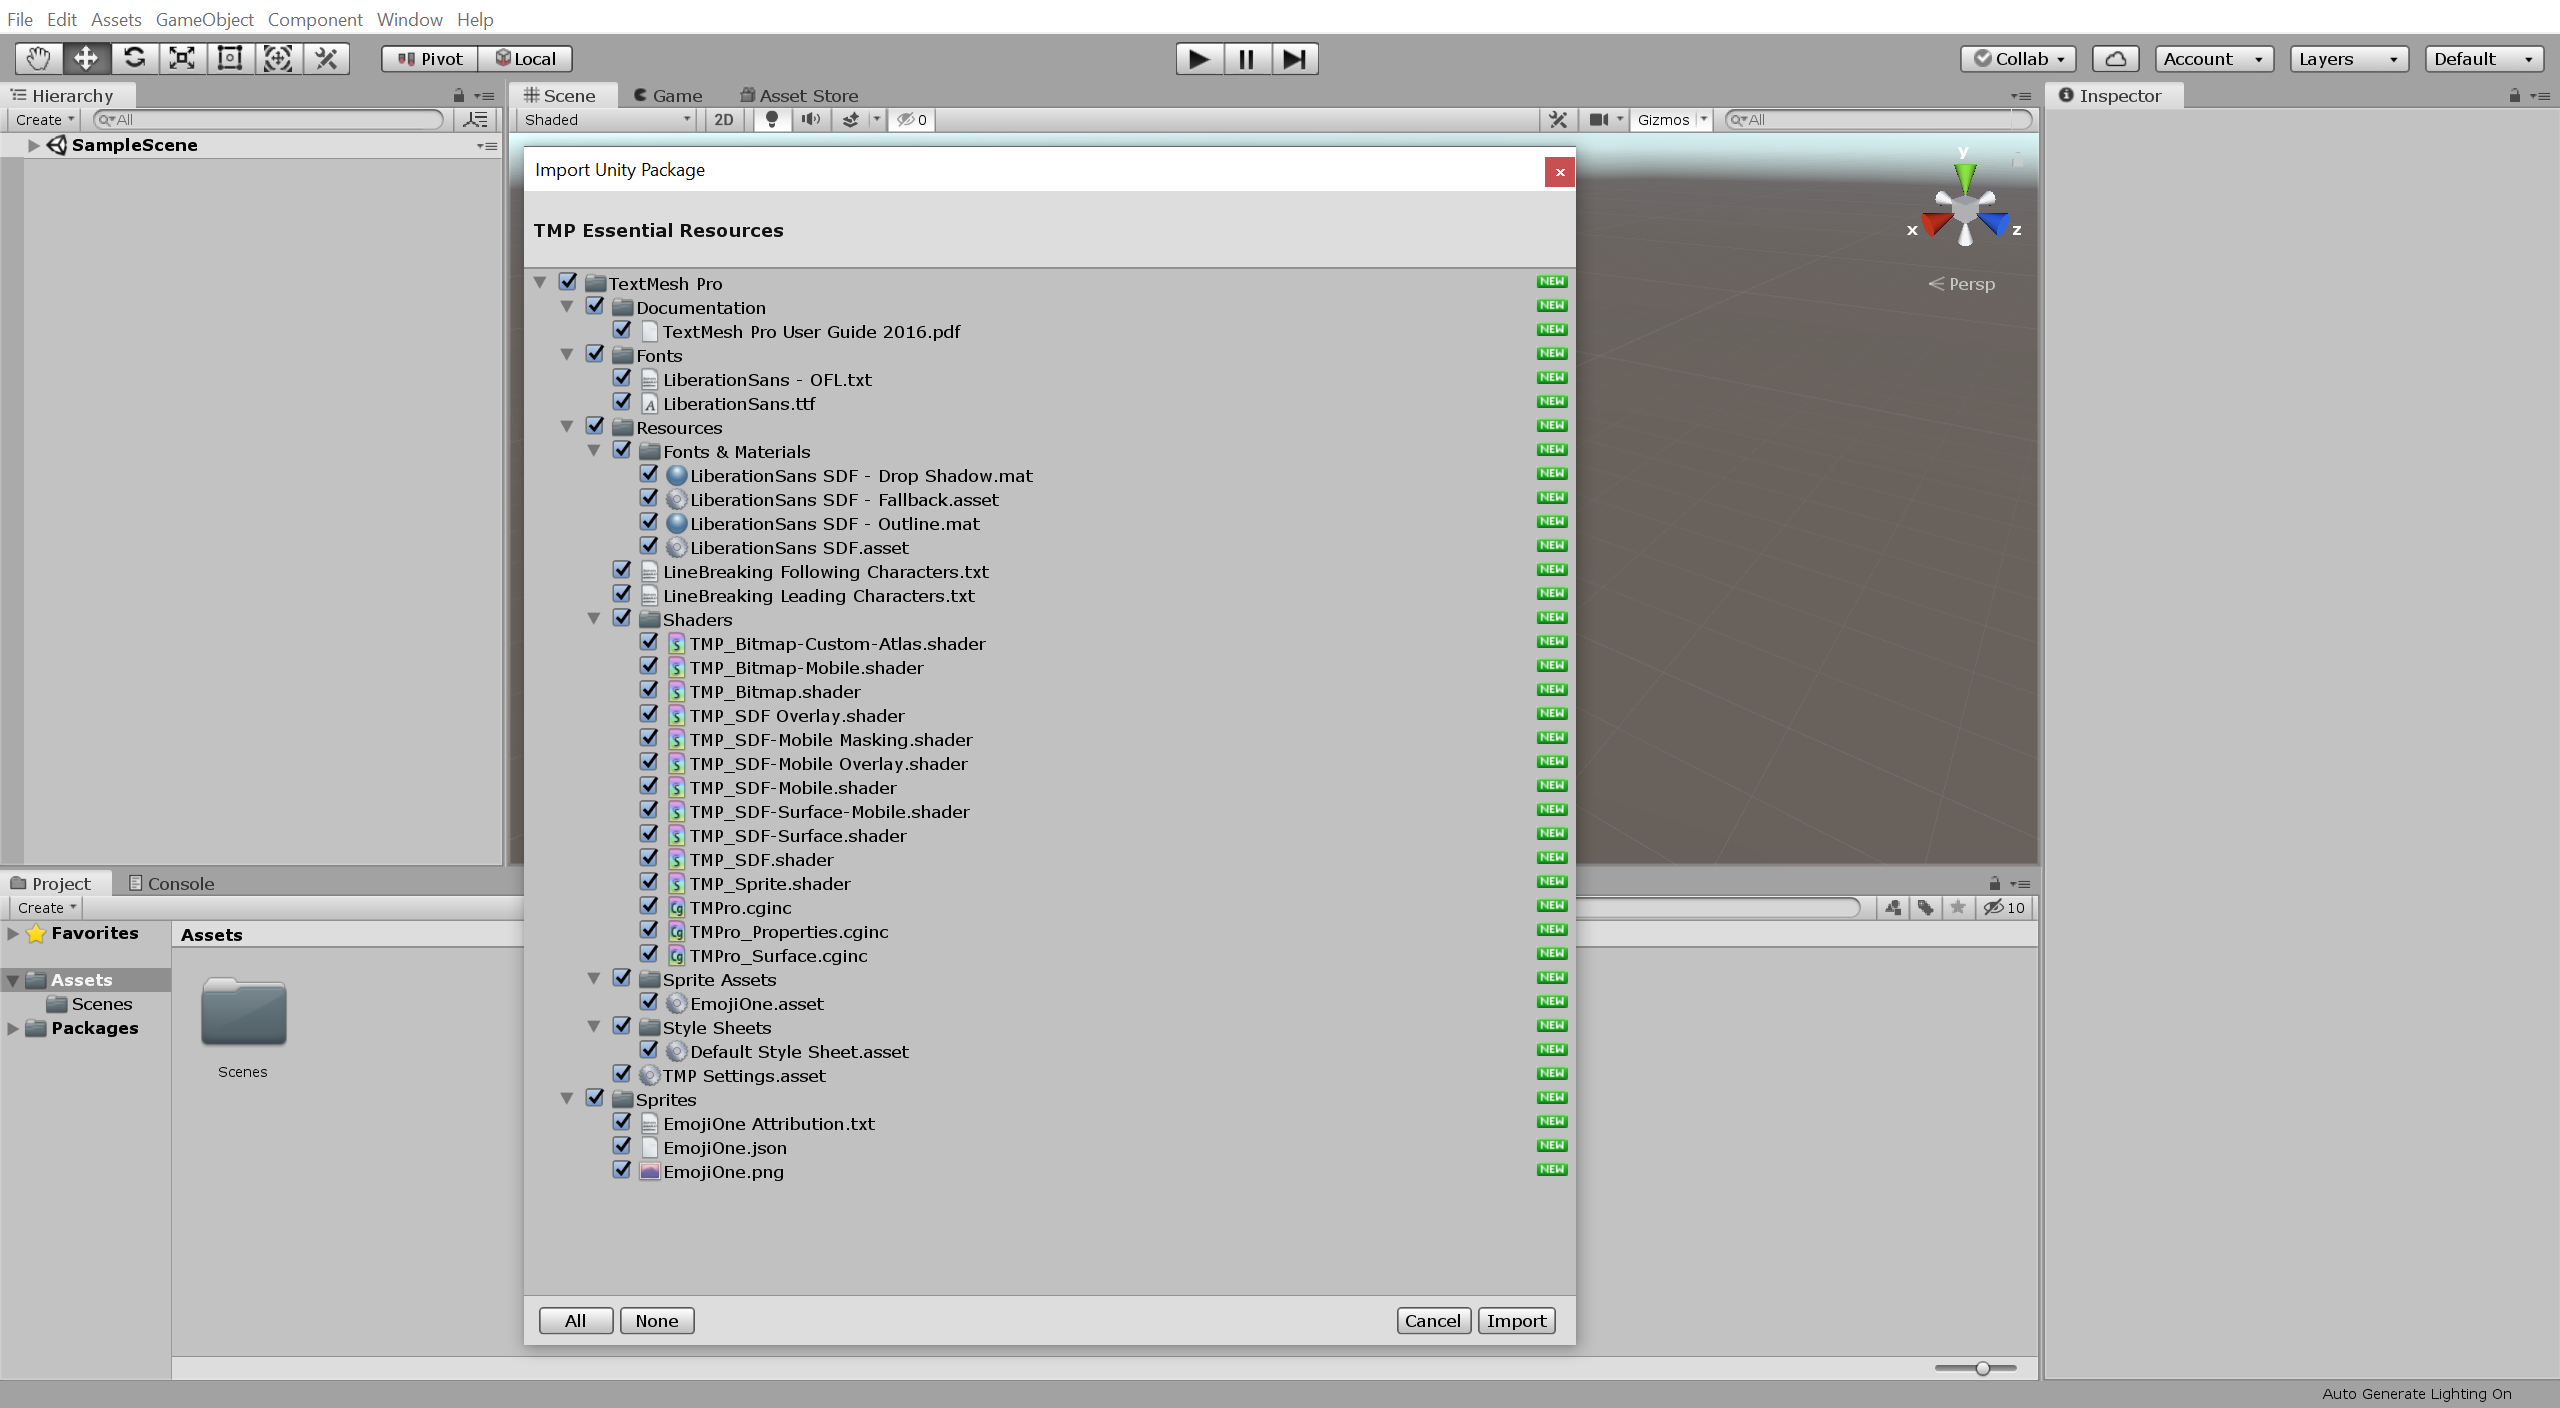 File Edit Assets GameObject Component Window Help
Pivot Local
Collab Account Layers Default
Hierarchy
Create All
SampleScene
Scene Game Asset Store
Shaded 2D 0 Gizmos All
y
x z
Persp
Inspector
Import Unity Package
x
TMP Essential Resources
TextMesh Pro NEW
Documentation NEW
TextMesh Pro User Guide 2016.pdf NEW
Fonts NEW
LiberationSans - OFL.txt NEW
LiberationSans.ttf NEW
Resources NEW
Fonts & Materials NEW
LiberationSans SDF - Drop Shadow.mat NEW
LiberationSans SDF - Fallback.asset NEW
LiberationSans SDF - Outline.mat NEW
LiberationSans SDF.asset NEW
LineBreaking Following Characters.txt NEW
LineBreaking Leading Characters.txt NEW
Shaders NEW
TMP_Bitmap-Custom-Atlas.shader NEW
TMP_Bitmap-Mobile.shader NEW
TMP_Bitmap.shader NEW
TMP_SDF Overlay.shader NEW
TMP_SDF-Mobile Masking.shader NEW
TMP_SDF-Mobile Overlay.shader NEW
TMP_SDF-Mobile.shader NEW
TMP_SDF-Surface-Mobile.shader NEW
TMP_SDF-Surface.shader NEW
TMP_SDF.shader NEW
TMP_Sprite.shader NEW
TMPro.cginc NEW
TMPro_Properties.cginc NEW
TMPro_Surface.cginc NEW
Sprite Assets NEW
EmojiOne.asset NEW
Style Sheets NEW
Default Style Sheet.asset NEW
TMP Settings.asset NEW
Sprites NEW
EmojiOne Attribution.txt NEW
EmojiOne.json NEW
EmojiOne.png NEW
All None Cancel Import
Project Console
Create 10
Favorites
Assets
Scenes
Packages
Assets
Scenes
Auto Generate Lighting On